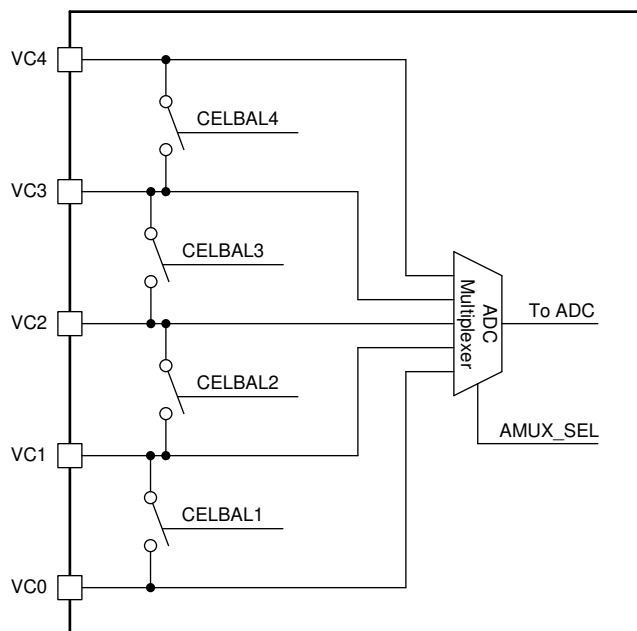 VC4
CELBAL4
VC3
CELBAL3
ADC
Multiplexer
To ADC
VC2
CELBAL2
AMUX_SEL
VC1
CELBAL1
VC0